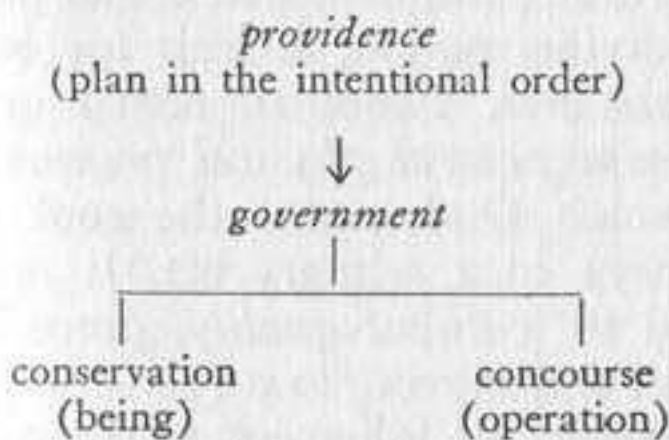 providence
(plan in the intentional order)
government
conservation
(being)
concourse
(operation)